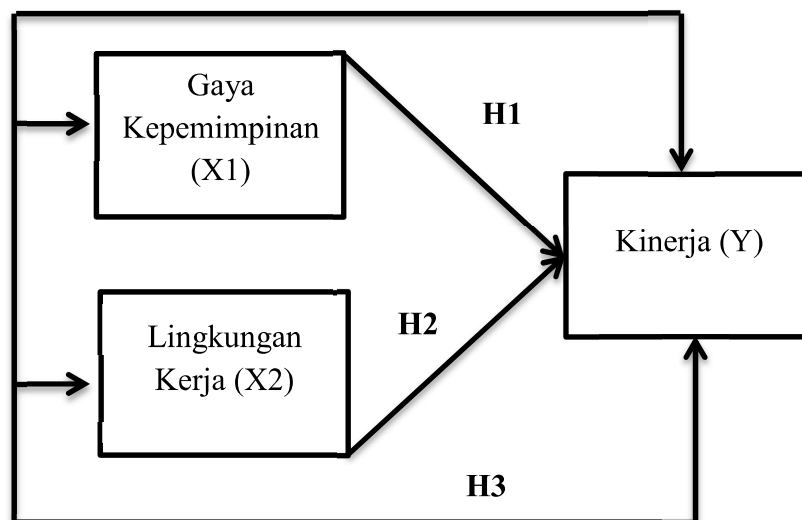 Gaya
Kepemimpinan
(X1)
H1
Kinerja (Y)
H2
Lingkungan
Kerja (X2)
H3